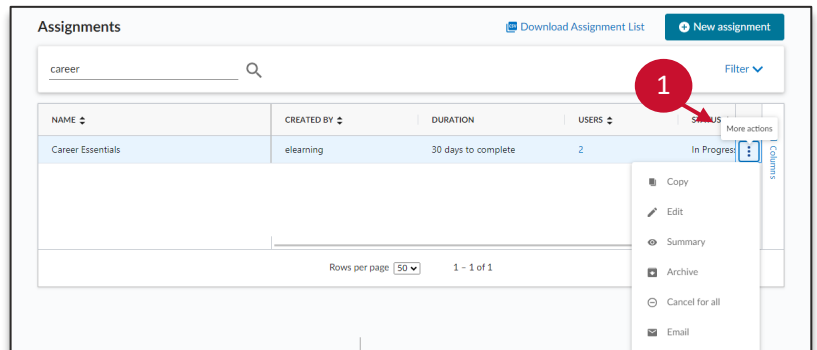 Assignments
CSV Download Assignment List
New assignment
career
Filter
1
NAME CREATED BY DURATION USERS STATUS
More actions
Career Essentials elearning 30 days to complete 2 In Progress
Columns
Copy
Edit
Summary
Rows per page 50 1 – 1 of 1
Archive
Cancel for all
Email